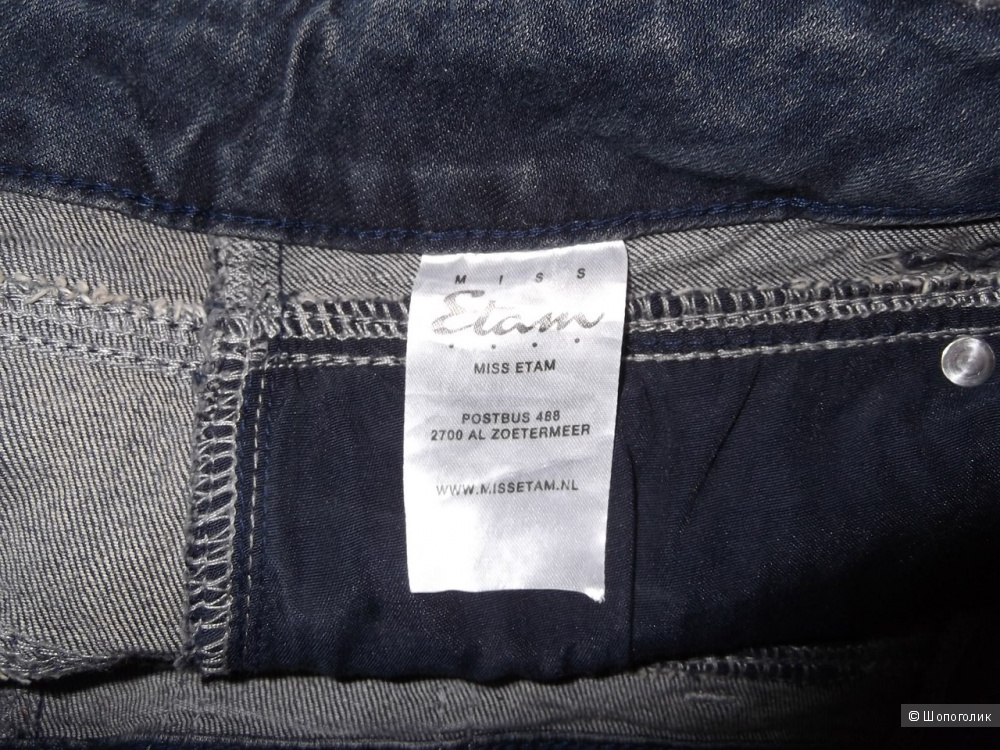 MISS
Etam
MISS ETAM
POSTBUS 488
2700 AL ZOETERMEER
WWW.MISSETAM.NL
© Шопоголик